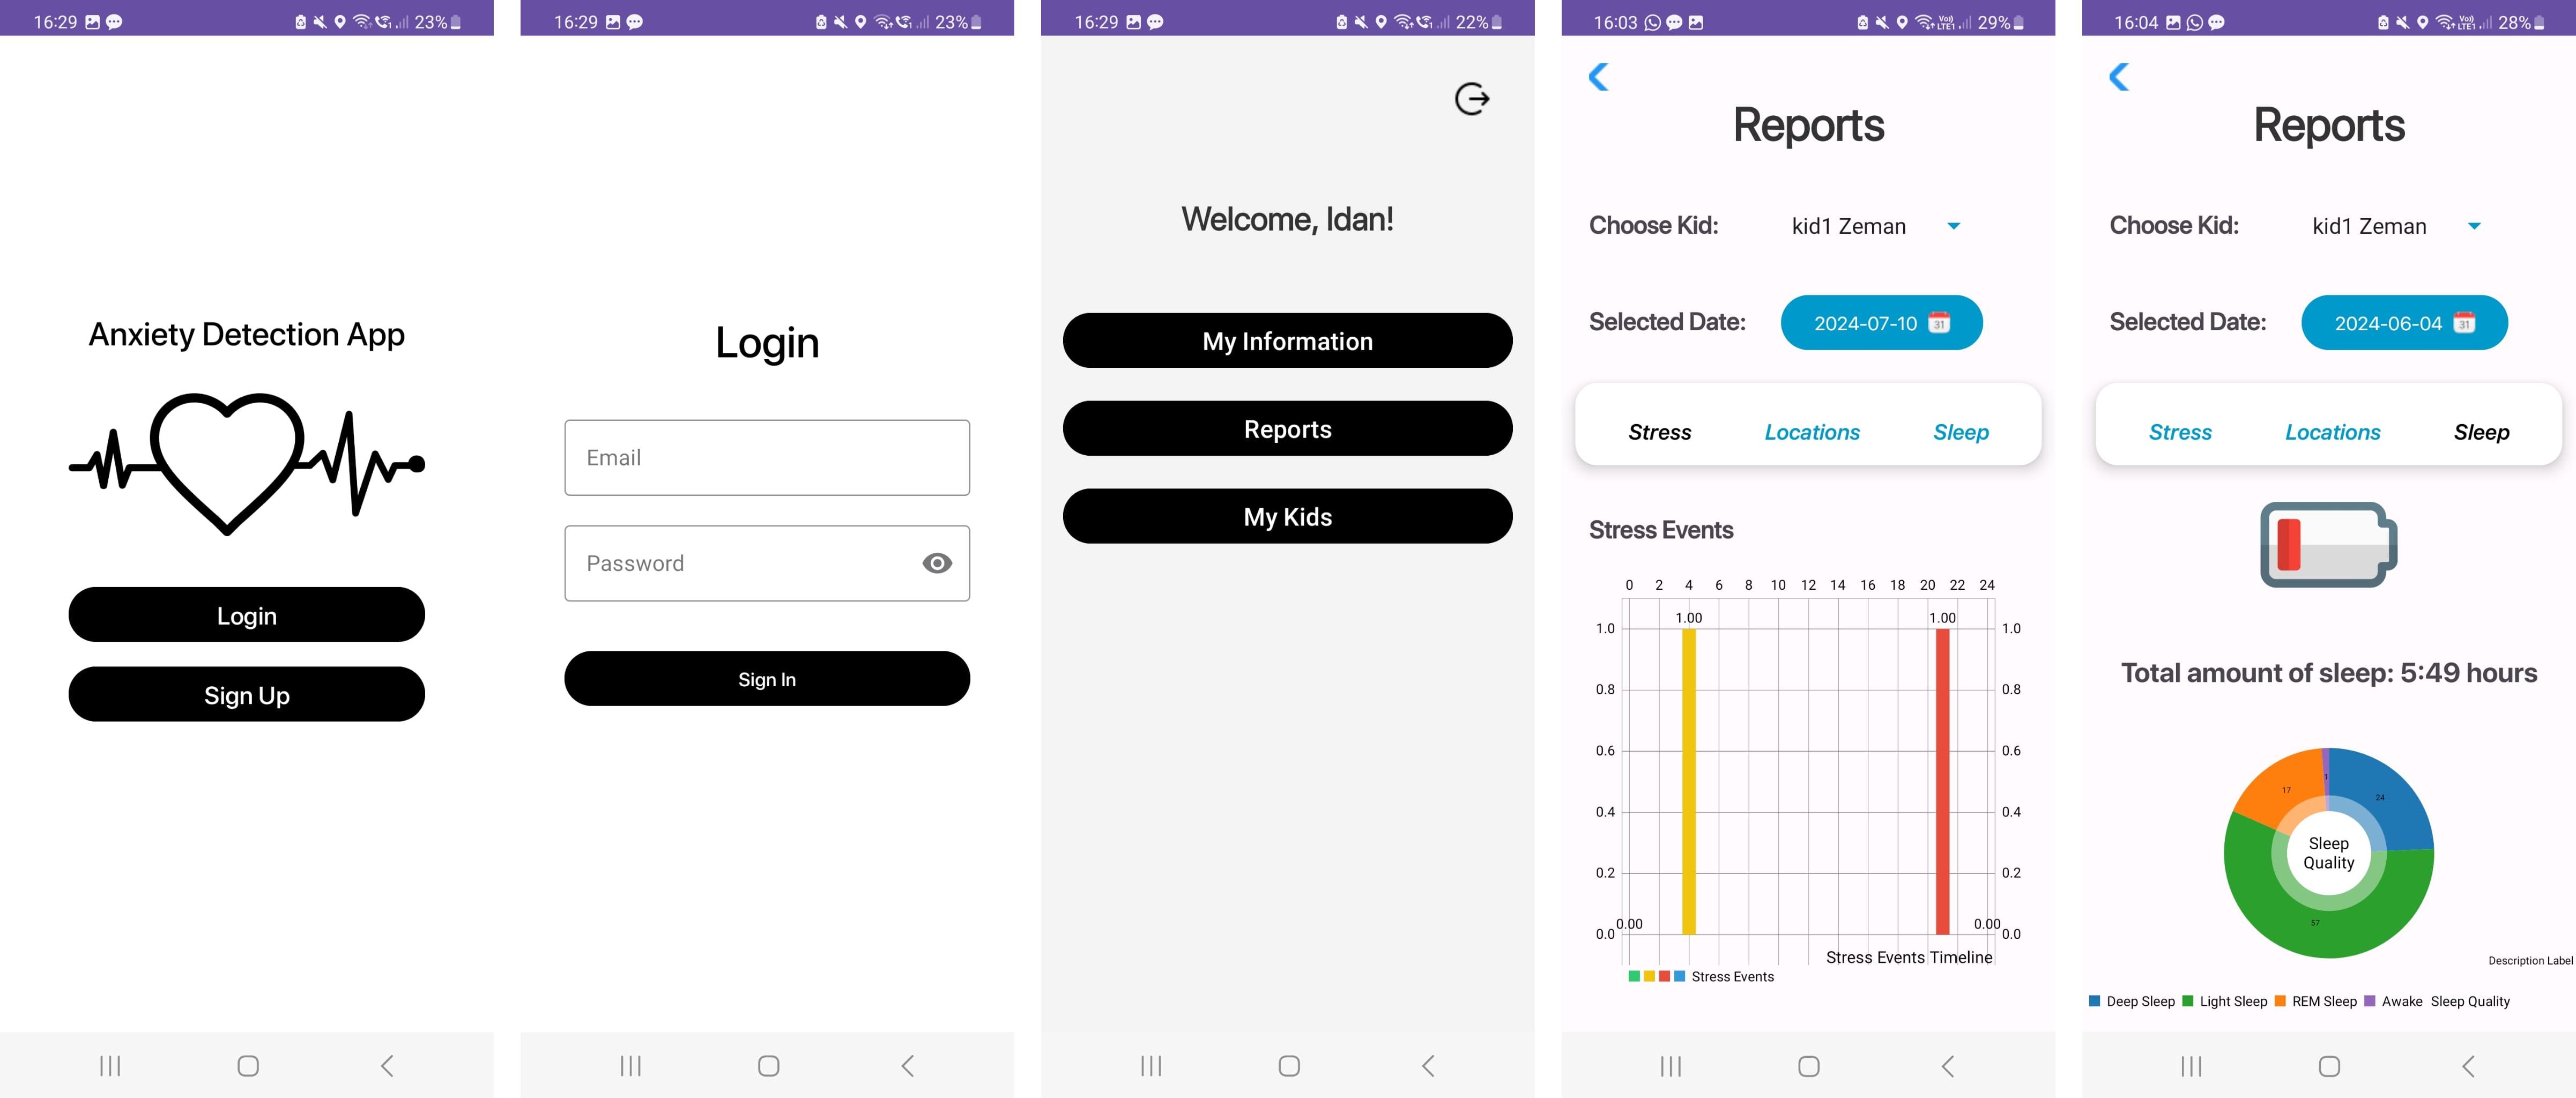 16:29
23%
Anxiety Detection App
Login
Sign Up
16:29
23%
Login
Email
Password
Sign In
16:29
22%
Welcome, Idan!
My Information
Reports
My Kids
16:03
Vo)) LTE1
29%
Reports
Choose Kid: kid1 Zeman
Selected Date: 2024-07-10 31
Stress Locations Sleep
Stress Events
0 2 4 6 8 10 12 14 16 18 20 22 24
1.00 1.00
1.0 1.0
0.8 0.8
0.6 0.6
0.4 0.4
0.2 0.2
0.00 0.00
0.0 0.0
Stress Events Timeline
Stress Events
16:04
Vo)) LTE1
28%
Reports
Choose Kid: kid1 Zeman
Selected Date: 2024-06-04 31
Stress Locations Sleep
Total amount of sleep: 5:49 hours
1
17
24
Sleep
Quality
57
Description Label
Deep Sleep Light Sleep REM Sleep Awake Sleep Quality